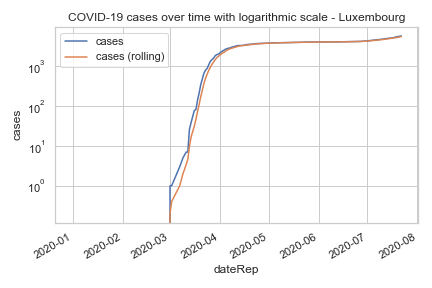 COVID-19 cases over time with logarithmic scale - Luxembourg
cases
cases (rolling)
cases
10³
10²
10¹
10⁰
2020-01
2020-02
2020-03
2020-04
2020-05
2020-06
2020-07
2020-08
dateRep